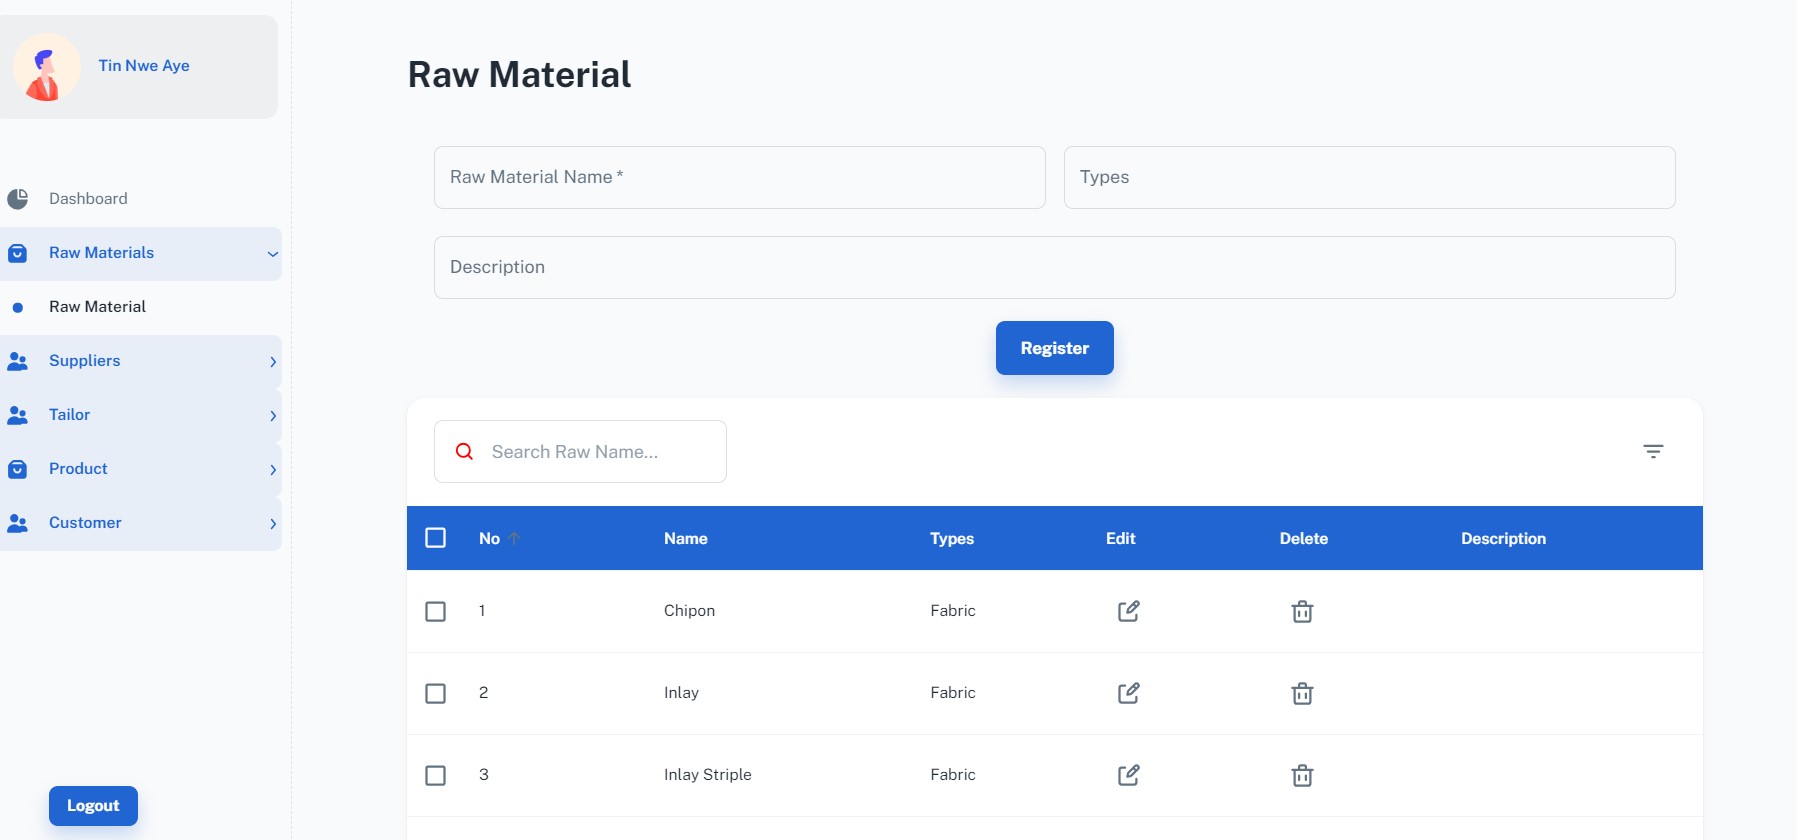 Tin Nwe Aye
Dashboard
Raw Materials
Raw Material
Suppliers
Tailor
Product
Customer
Logout
Raw Material
Raw Material Name *
Types
Description
Register
Search Raw Name...
No Name Types Edit Delete Description
1 Chipon Fabric
2 Inlay Fabric
3 Inlay Striple Fabric